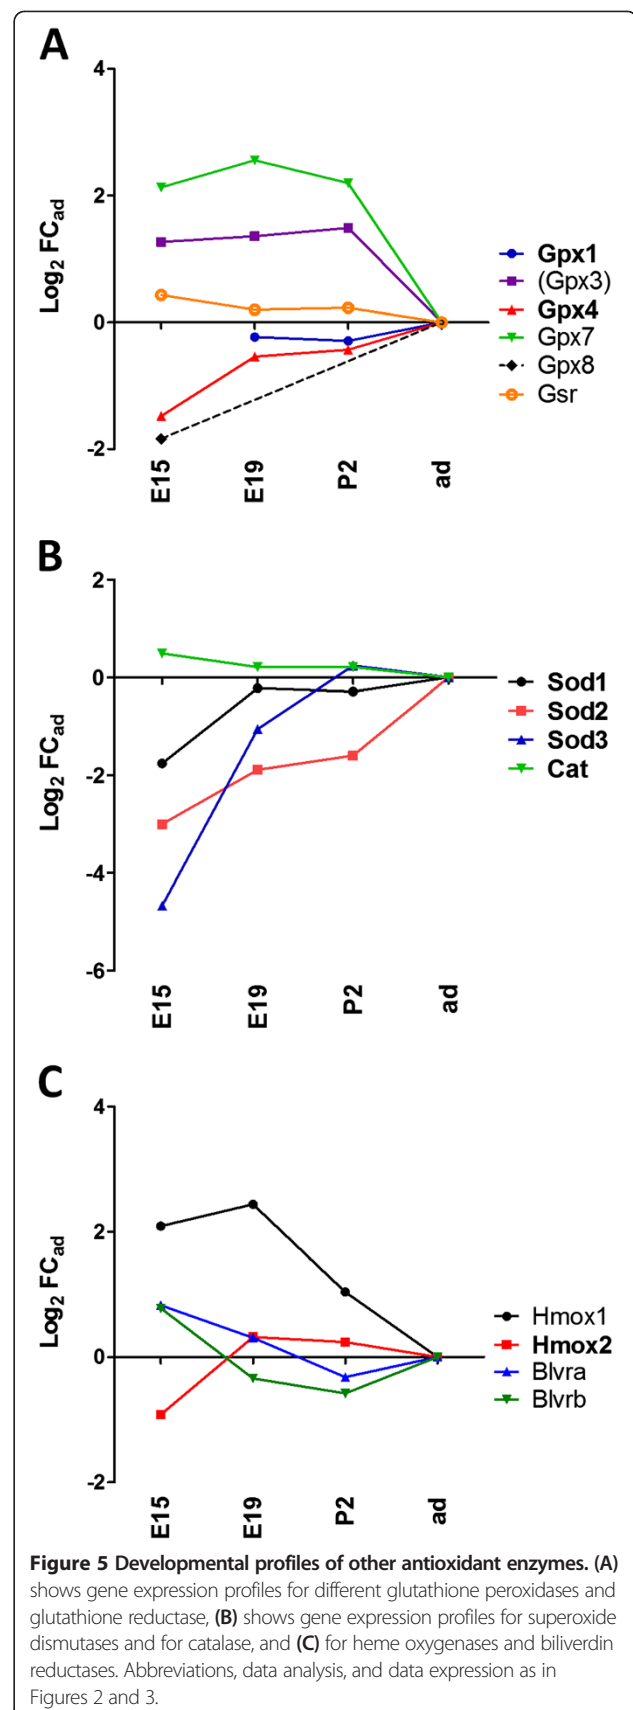 A
4
2
0
-2
Log2 FCad
E15
E19
P2
ad
Gpx1
(Gpx3)
Gpx4
Gpx7
Gpx8
Gsr
B
2
0
-2
-4
-6
Log2 FCad
E15
E19
P2
ad
Sod1
Sod2
Sod3
Cat
C
4
2
0
-2
Log2 FCad
E15
E19
P2
ad
Hmox1
Hmox2
Blvra
Blvrb
Figure 5 Developmental profiles of other antioxidant enzymes. (A)
shows gene expression profiles for different glutathione peroxidases and
glutathione reductase, (B) shows gene expression profiles for superoxide
dismutases and for catalase, and (C) for heme oxygenases and biliverdin
reductases. Abbreviations, data analysis, and data expression as in
Figures 2 and 3.